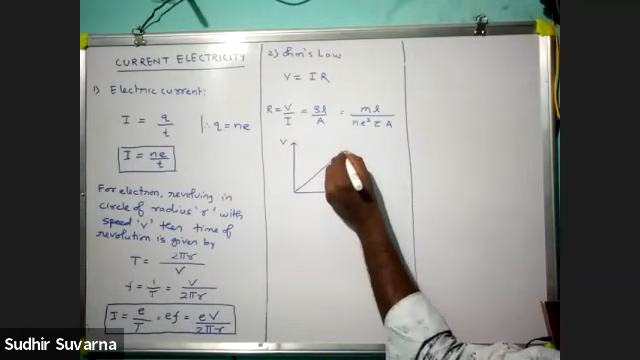 CURRENT ELECTRICITY
1) Electric current:
I = q/t | ∴ q = ne
I = ne/t
For electron, revolving in
circle of radius 'r' with
speed 'v' then time of
revolution is given by
T = 2πr/V
f = 1/T = V/2πr
I = e/T = ef = eV/2πr
2) Ohm's Law
V = IR
R = V/I = ρl/A = ml/ne²τA
V
Sudhir Suvarna